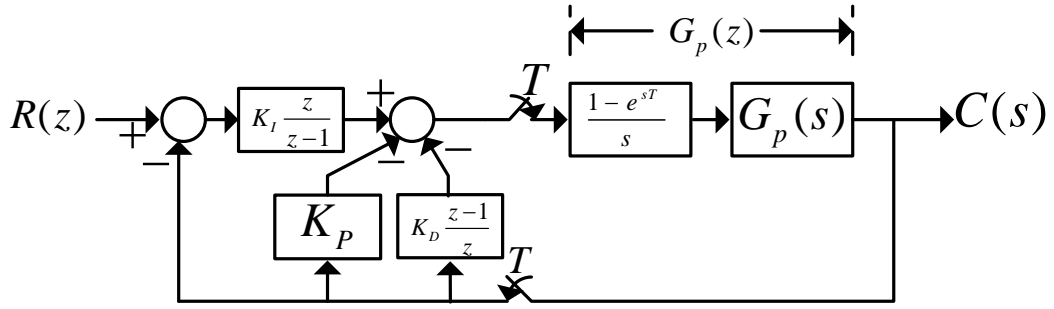 G_p(z)
T
R(z)
+
−
K_I z/(z−1)
+
−
−
(1−e^{sT})/s
G_p(s)
C(s)
K_P
K_D (z−1)/z
T